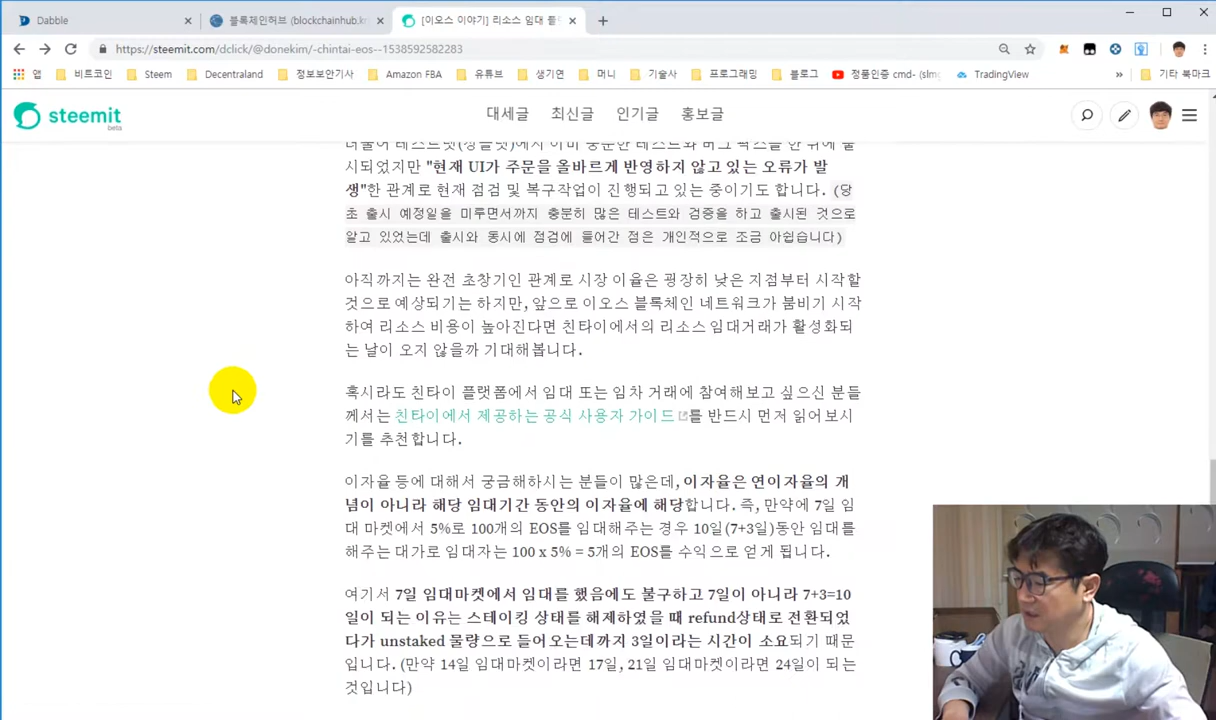 Dabble
블록체인허브 (blockchainhub.k
[이오스 이야기] 리소스 임대 플
https://steemit.com/dclick/@donekim/-chintai-eos--1538592582283
앱 비트코인 Steem Decentraland 정보보안기사 Amazon FBA 유튜브 생기연 머니 기술사 프로그래밍 블로그 정품인증 cmd- (slmg TradingView » 기타 북마크
steemit
beta
대세글 최신글 인기글 홍보글
더불어 테스트넷(정글넷)에서 이미 충분한 테스트와 버그 픽스를 한 뒤에 출
시되었지만 "현재 UI가 주문을 올바르게 반영하지 않고 있는 오류가 발
생"한 관계로 현재 점검 및 복구작업이 진행되고 있는 중이기도 합니다. (당
초 출시 예정일을 미루면서까지 충분히 많은 테스트와 검증을 하고 출시된 것으로
알고 있었는데 출시와 동시에 점검에 들어간 점은 개인적으로 조금 아쉽습니다)
아직까지는 완전 초창기인 관계로 시장 이율은 굉장히 낮은 지점부터 시작할
것으로 예상되기는 하지만, 앞으로 이오스 블록체인 네트워크가 붐비기 시작
하여 리소스 비용이 높아진다면 친타이에서의 리소스 임대거래가 활성화되
는 날이 오지 않을까 기대해봅니다.
혹시라도 친타이 플랫폼에서 임대 또는 임차 거래에 참여해보고 싶으신 분들
께서는 친타이에서 제공하는 공식 사용자 가이드를 반드시 먼저 읽어보시
기를 추천합니다.
이자율 등에 대해서 궁금해하시는 분들이 많은데, 이자율은 연이자율의 개
념이 아니라 해당 임대기간 동안의 이자율에 해당합니다. 즉, 만약에 7일 임
대 마켓에서 5%로 100개의 EOS를 임대해주는 경우 10일(7+3일)동안 임대를
해주는 대가로 임대자는 100 x 5% = 5개의 EOS를 수익으로 얻게 됩니다.
여기서 7일 임대마켓에서 임대를 했음에도 불구하고 7일이 아니라 7+3=10
일이 되는 이유는 스테이킹 상태를 해제하였을 때 refund상태로 전환되었
다가 unstaked 물량으로 들어오는데까지 3일이라는 시간이 소요되기 때문
입니다. (만약 14일 임대마켓이라면 17일, 21일 임대마켓이라면 24일이 되는
것입니다)